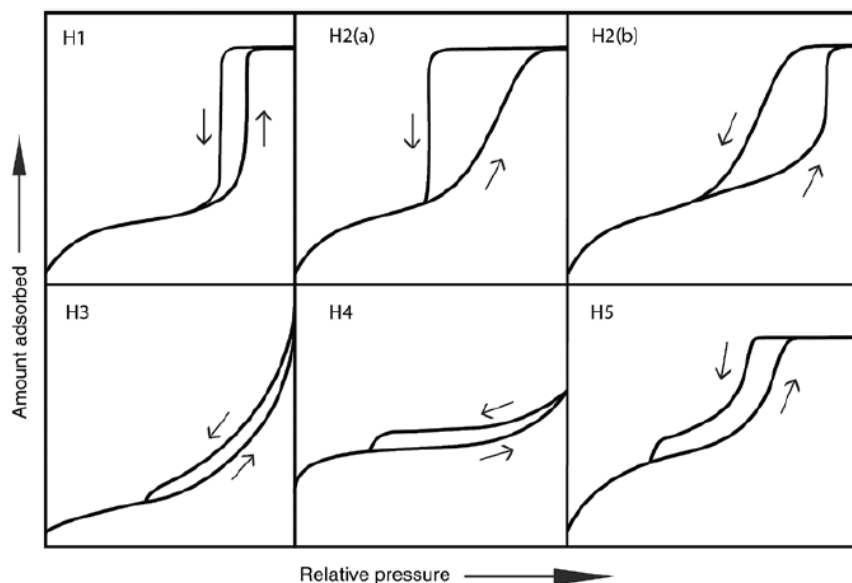 H1
H2(a)
H2(b)
H3
H4
H5
Amount adsorbed
Relative pressure